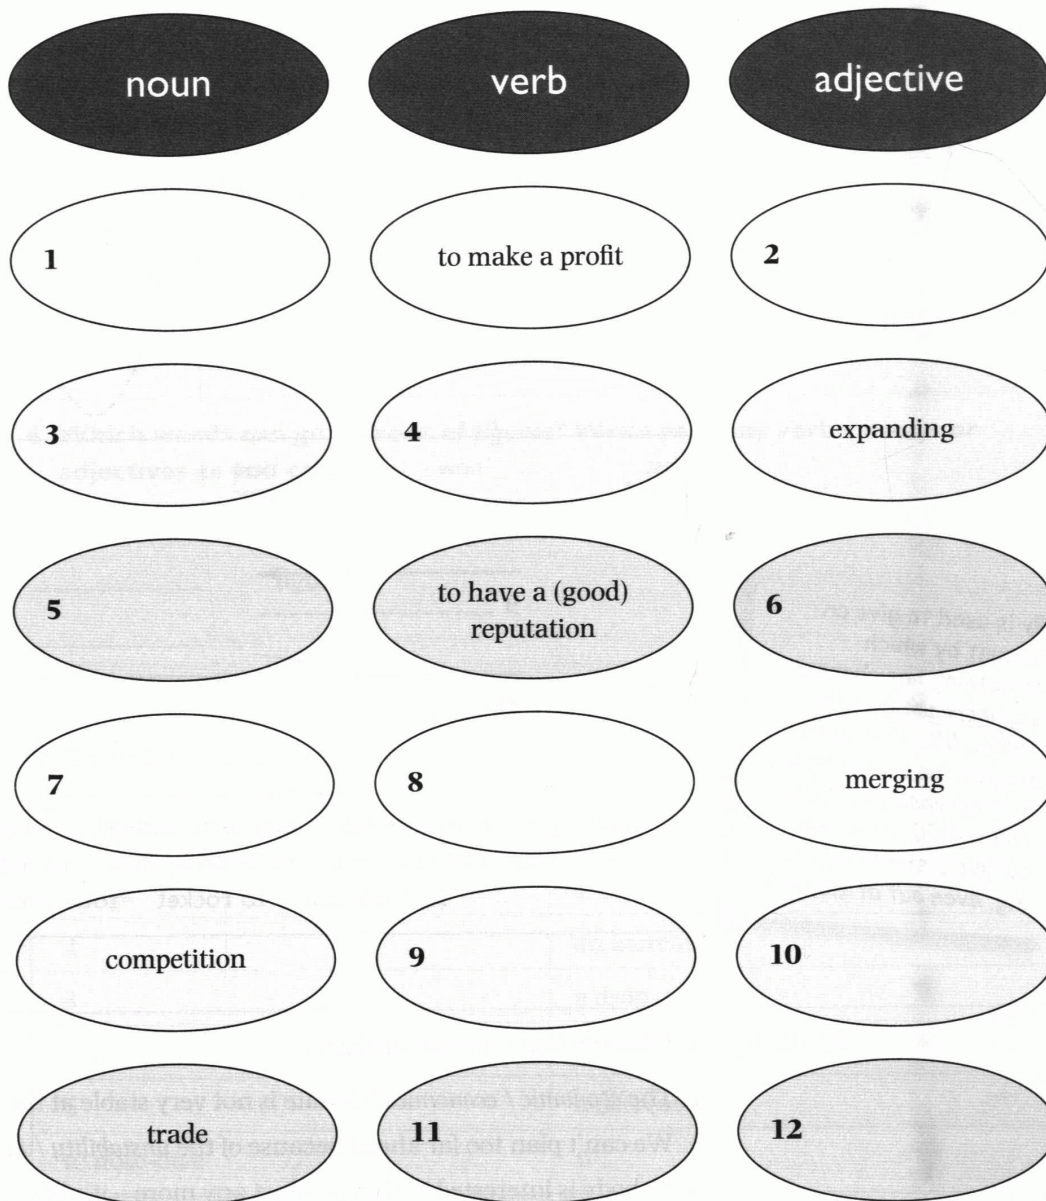 noun verb adjective
1 to make a profit 2
3 4 expanding
5 to have a (good)
reputation 6
7 8 merging
competition 9 10
trade 11 12